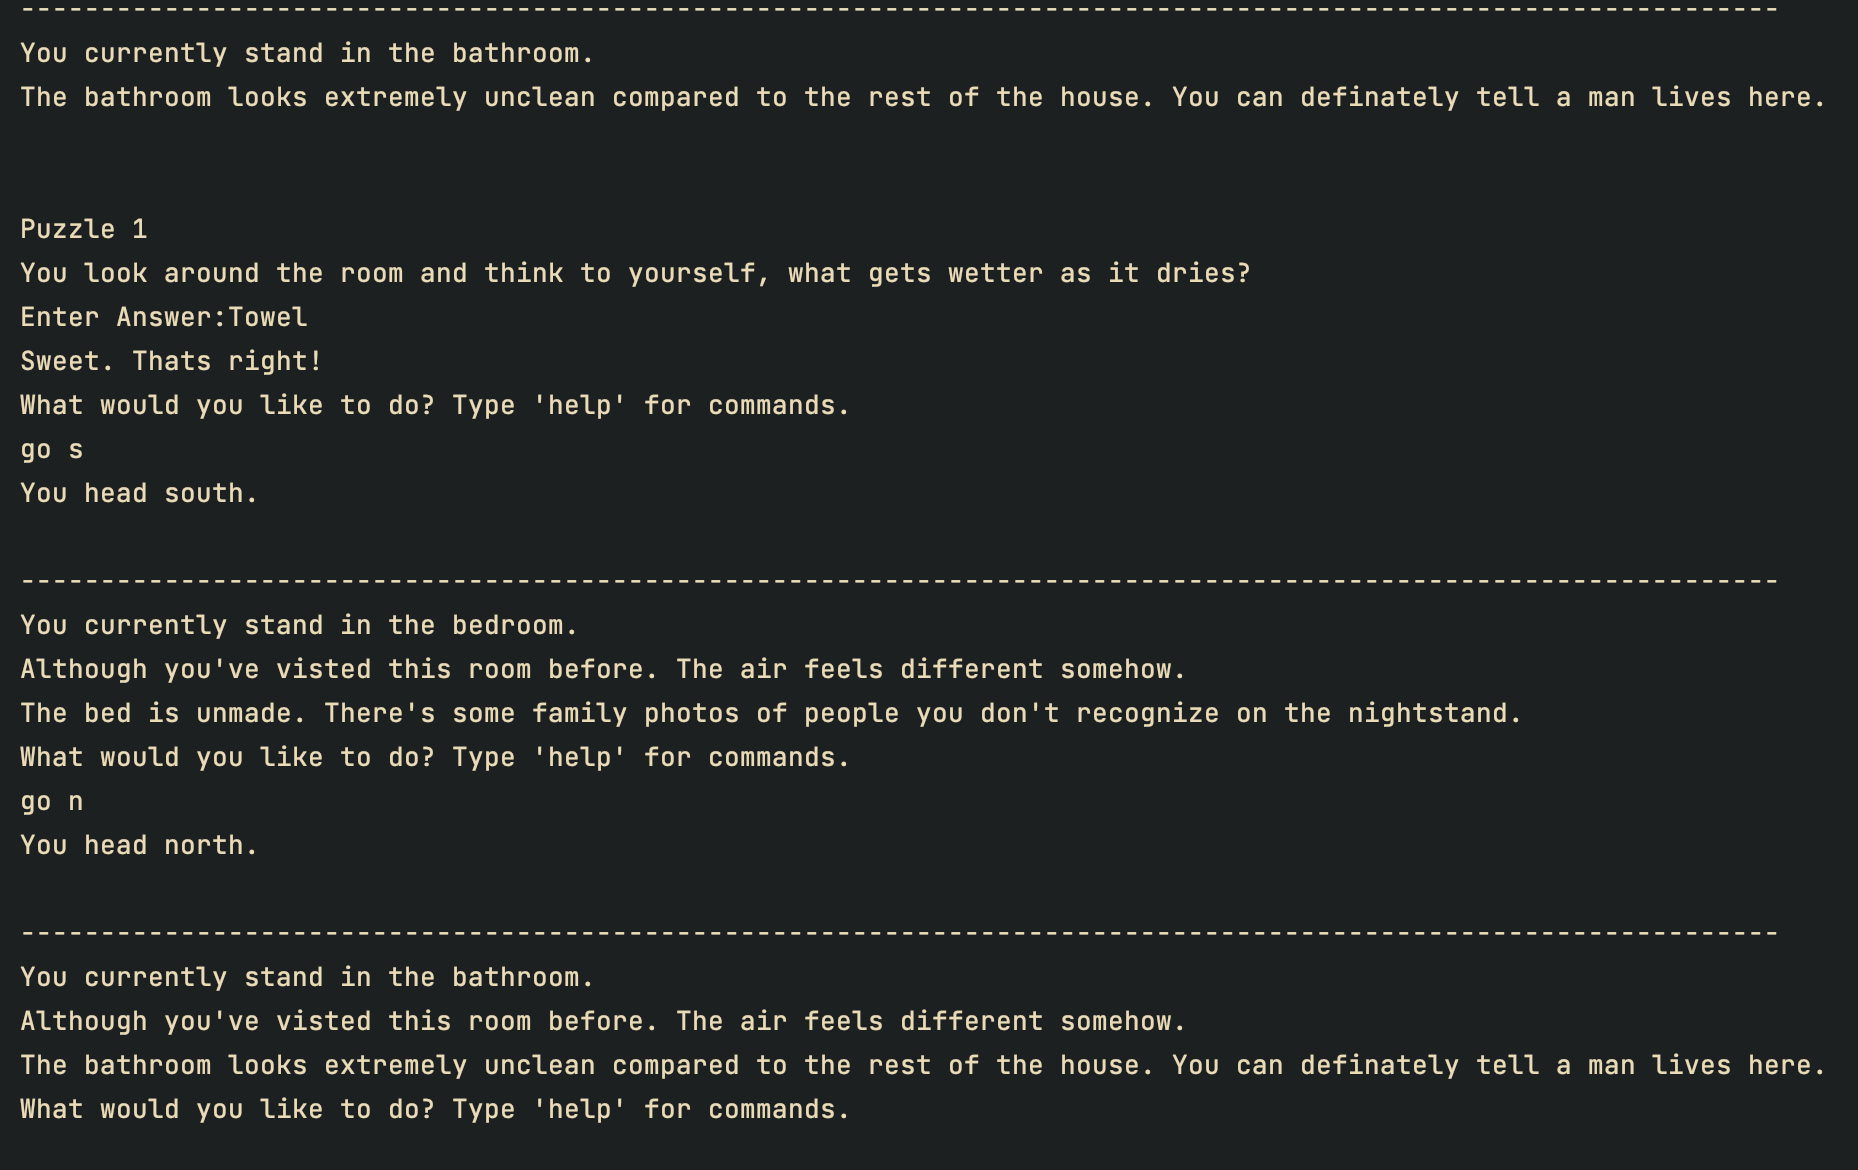 --------------------------------------------------------------------------------------------------------------
You currently stand in the bathroom.
The bathroom looks extremely unclean compared to the rest of the house. You can definately tell a man lives here.
Puzzle 1
You look around the room and think to yourself, what gets wetter as it dries?
Enter Answer:Towel
Sweet. Thats right!
What would you like to do? Type 'help' for commands.
go s
You head south.
--------------------------------------------------------------------------------------------------------------
You currently stand in the bedroom.
Although you've visted this room before. The air feels different somehow.
The bed is unmade. There's some family photos of people you don't recognize on the nightstand.
What would you like to do? Type 'help' for commands.
go n
You head north.
--------------------------------------------------------------------------------------------------------------
You currently stand in the bathroom.
Although you've visted this room before. The air feels different somehow.
The bathroom looks extremely unclean compared to the rest of the house. You can definately tell a man lives here.
What would you like to do? Type 'help' for commands.